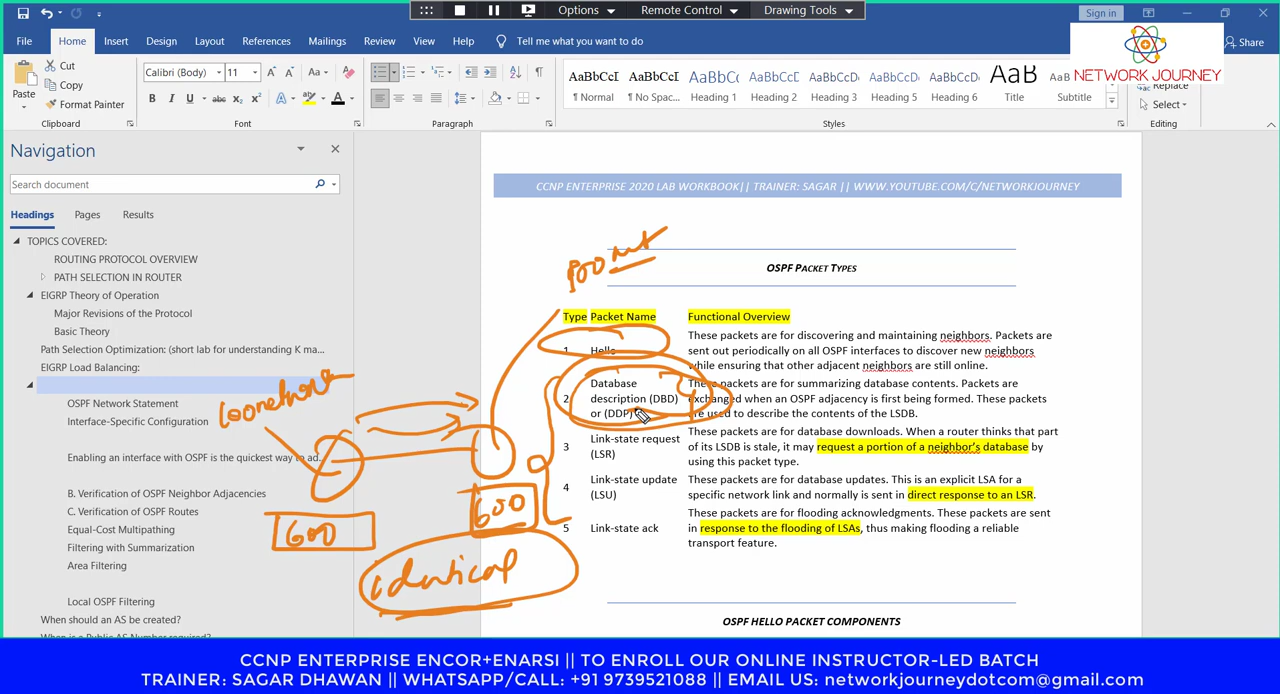 Options
Remote Control
Drawing Tools
Sign in
File
Home
Insert
Design
Layout
References
Mailings
Review
View
Help
Tell me what you want to do
Share
NETWORK JOURNEY
Paste
Cut
Copy
Format Painter
Calibri (Body)
11
AaBbCcDc
¶ Normal
¶ No Spac...
Heading 1
Heading 2
Heading 3
Heading 4
Heading 5
Heading 6
Title
Subtitle
Replace
Select
Clipboard
Font
Paragraph
Styles
Editing
Navigation
Search document
Headings
Pages
Results
TOPICS COVERED:
ROUTING PROTOCOL OVERVIEW
PATH SELECTION IN ROUTER
EIGRP Theory of Operation
Major Revisions of the Protocol
Basic Theory
Path Selection Optimization: (short lab for understanding K ma...
EIGRP Load Balancing:
OSPF Network Statement
Interface-Specific Configuration
Enabling an interface with OSPF is the quickest way to ad...
B. Verification of OSPF Neighbor Adjacencies
C. Verification of OSPF Routes
Equal-Cost Multipathing
Filtering with Summarization
Area Filtering
Local OSPF Filtering
When should an AS be created?
When is a Public AS Number required?
CCNP ENTERPRISE 2020 LAB WORKBOOK|| TRAINER: SAGAR || WWW.YOUTUBE.COM/C/NETWORKJOURNEY
OSPF PACKET TYPES
Type Packet Name Functional Overview
1 Hello These packets are for discovering and maintaining neighbors. Packets are
sent out periodically on all OSPF interfaces to discover new neighbors
while ensuring that other adjacent neighbors are still online.
2 Database description (DBD) or (DDP) These packets are for summarizing database contents. Packets are
exchanged when an OSPF adjacency is first being formed. These packets
are used to describe the contents of the LSDB.
3 Link-state request (LSR) These packets are for database downloads. When a router thinks that part
of its LSDB is stale, it may request a portion of a neighbor's database by
using this packet type.
4 Link-state update (LSU) These packets are for database updates. This is an explicit LSA for a
specific network link and normally is sent in direct response to an LSR.
5 Link-state ack These packets are for flooding acknowledgments. These packets are sent
in response to the flooding of LSAs, thus making flooding a reliable
transport feature.
OSPF HELLO PACKET COMPONENTS
600
600
identical
CCNP ENTERPRISE ENCOR+ENARSI || TO ENROLL OUR ONLINE INSTRUCTOR-LED BATCH
TRAINER: SAGAR DHAWAN || WHATSAPP/CALL: +91 9739521088 || EMAIL US: networkjourneydotcom@gmail.com